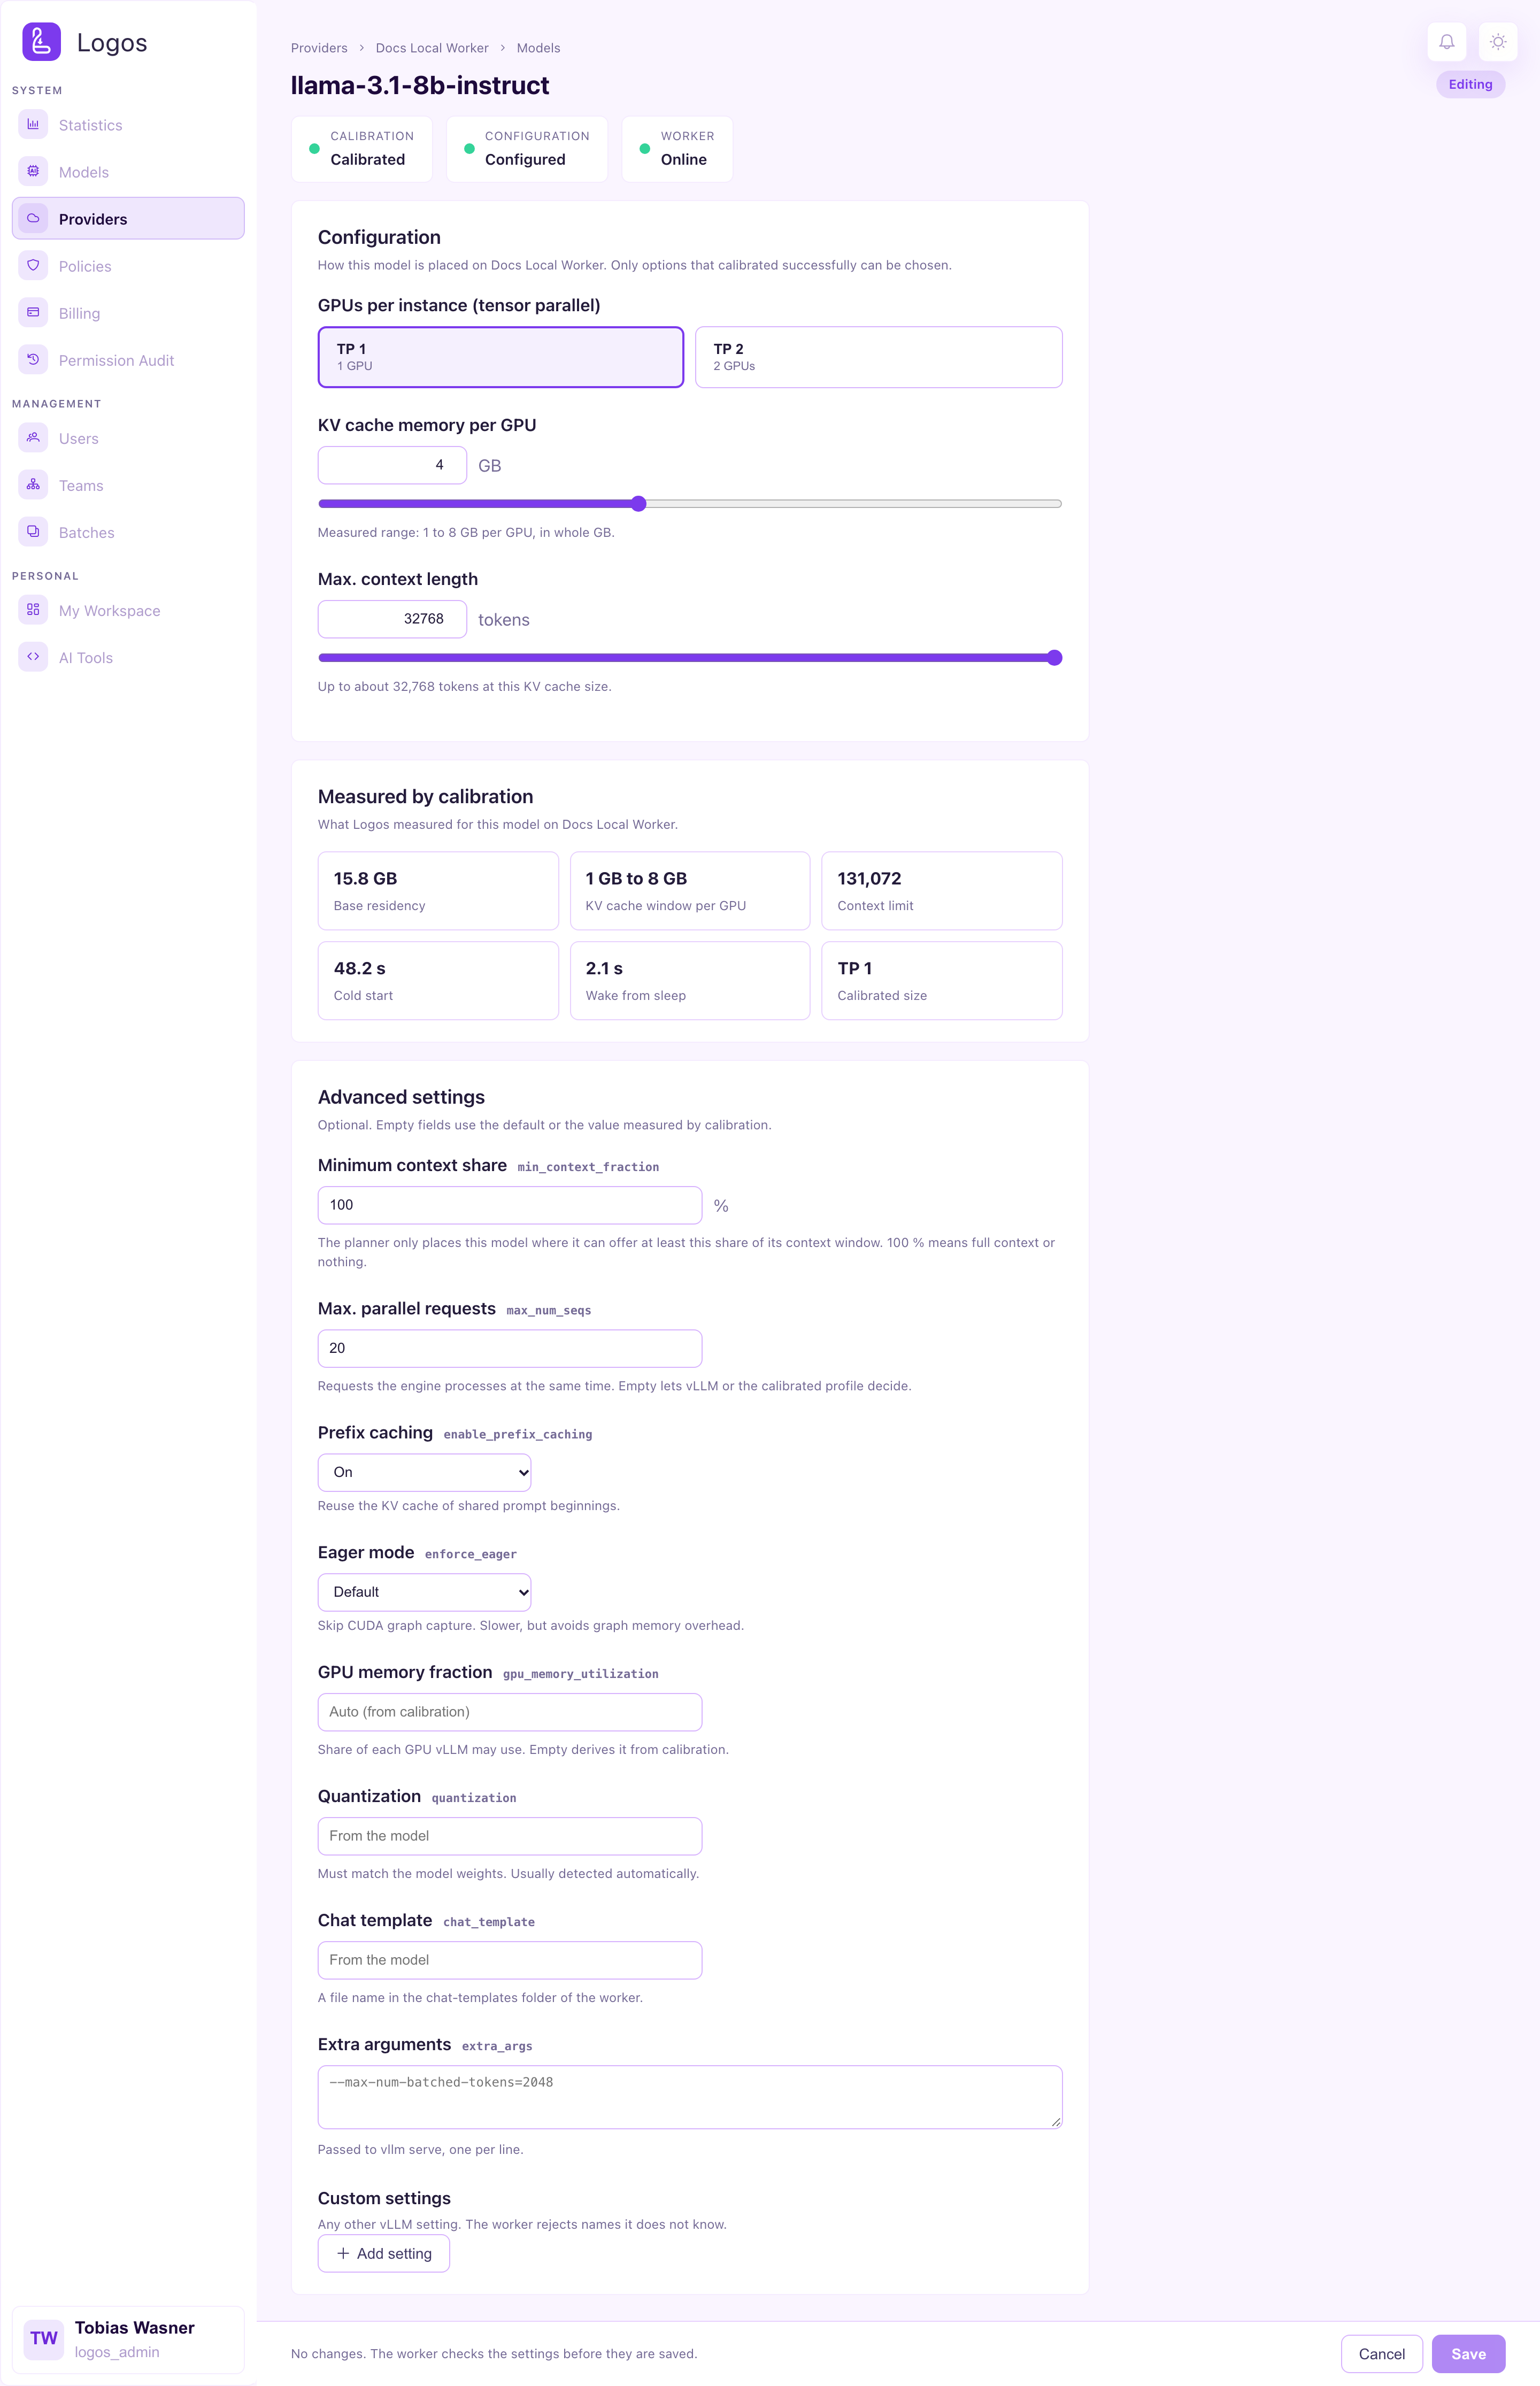 Logos
SYSTEM
Statistics
Models
Providers
Policies
Billing
Permission Audit
MANAGEMENT
Users
Teams
Batches
PERSONAL
My Workspace
AI Tools
TW
Tobias Wasner
logos_admin
Providers > Docs Local Worker > Models
llama-3.1-8b-instruct
Editing
CALIBRATION
Calibrated
CONFIGURATION
Configured
WORKER
Online
Configuration
How this model is placed on Docs Local Worker. Only options that calibrated successfully can be chosen.
GPUs per instance (tensor parallel)
TP 1
1 GPU
TP 2
2 GPUs
KV cache memory per GPU
4 GB
Measured range: 1 to 8 GB per GPU, in whole GB.
Max. context length
32768 tokens
Up to about 32,768 tokens at this KV cache size.
Measured by calibration
What Logos measured for this model on Docs Local Worker.
15.8 GB
Base residency
1 GB to 8 GB
KV cache window per GPU
131,072
Context limit
48.2 s
Cold start
2.1 s
Wake from sleep
TP 1
Calibrated size
Advanced settings
Optional. Empty fields use the default or the value measured by calibration.
Minimum context share min_context_fraction
100 %
The planner only places this model where it can offer at least this share of its context window. 100 % means full context or
nothing.
Max. parallel requests max_num_seqs
20
Requests the engine processes at the same time. Empty lets vLLM or the calibrated profile decide.
Prefix caching enable_prefix_caching
On
Reuse the KV cache of shared prompt beginnings.
Eager mode enforce_eager
Default
Skip CUDA graph capture. Slower, but avoids graph memory overhead.
GPU memory fraction gpu_memory_utilization
Auto (from calibration)
Share of each GPU vLLM may use. Empty derives it from calibration.
Quantization quantization
From the model
Must match the model weights. Usually detected automatically.
Chat template chat_template
From the model
A file name in the chat-templates folder of the worker.
Extra arguments extra_args
--max-num-batched-tokens=2048
Passed to vllm serve, one per line.
Custom settings
Any other vLLM setting. The worker rejects names it does not know.
+ Add setting
No changes. The worker checks the settings before they are saved.
Cancel
Save